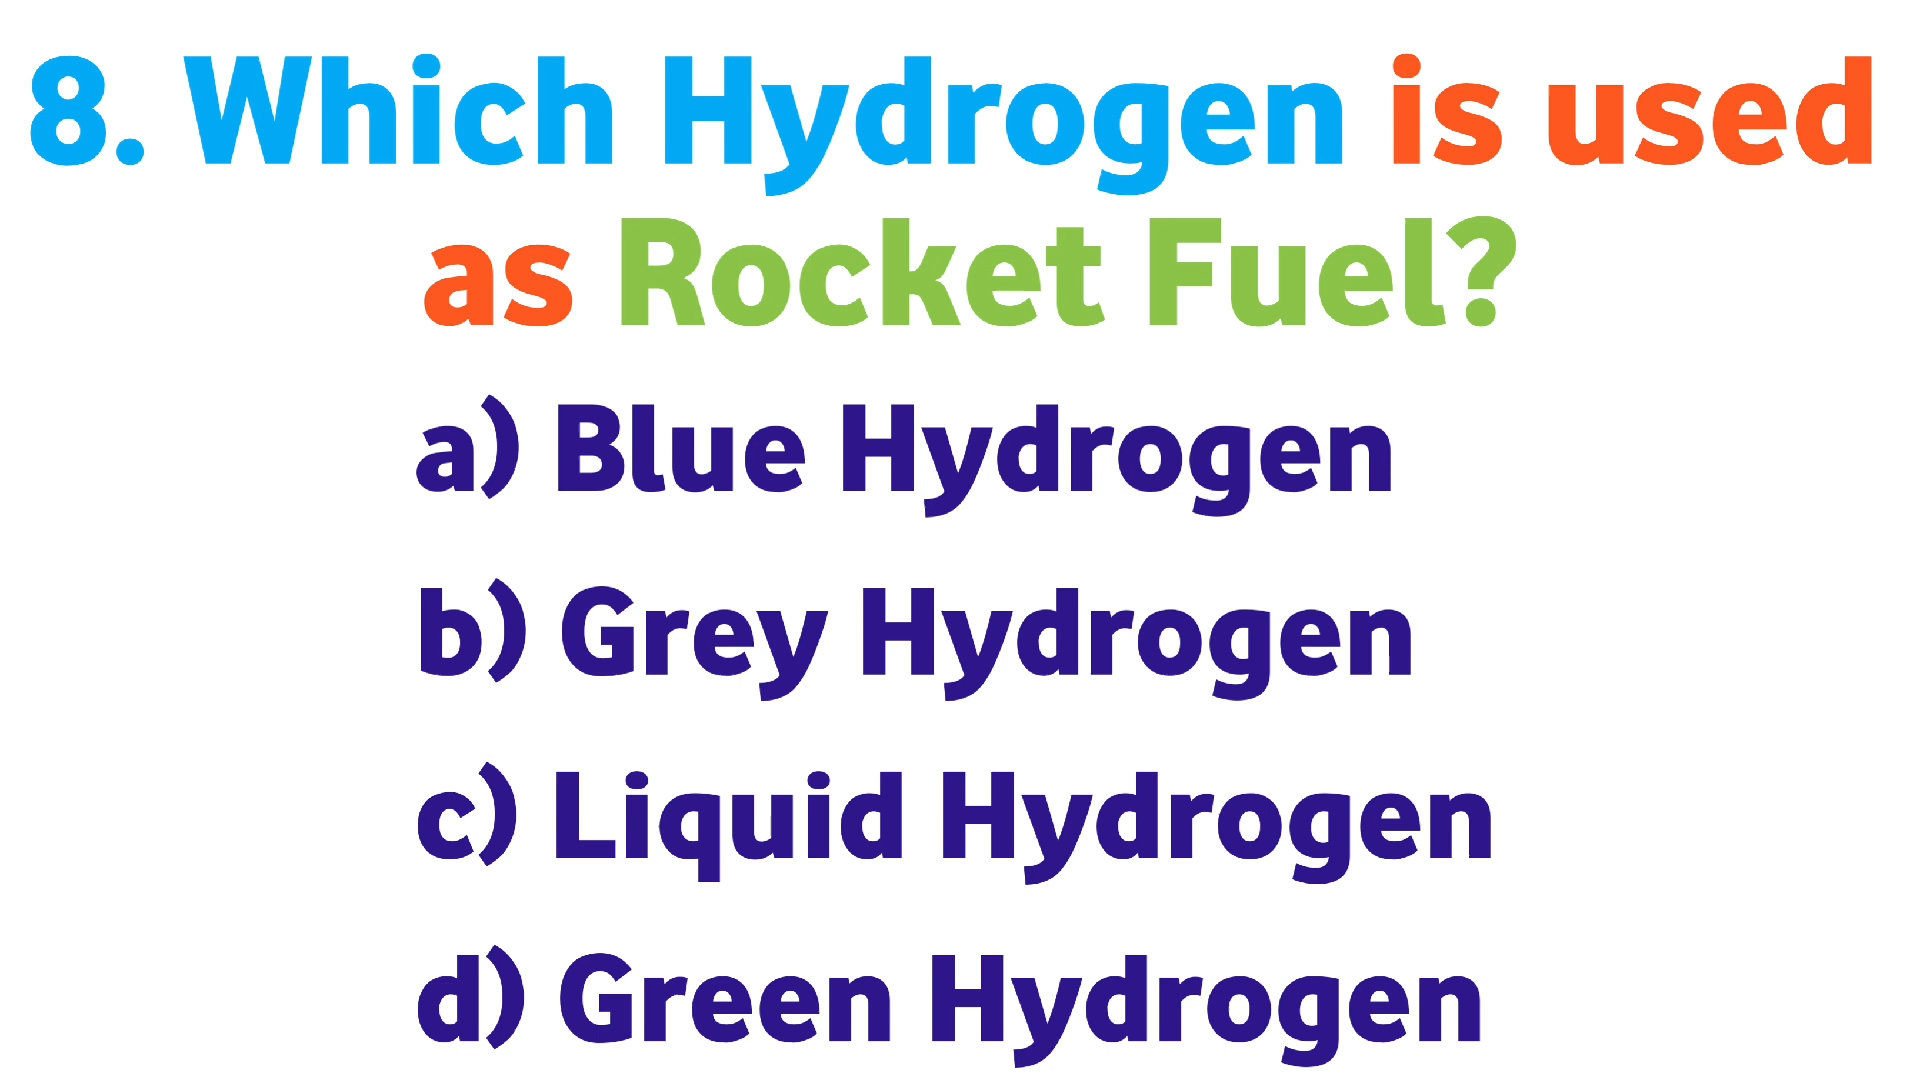 8. Which Hydrogen is used
as Rocket Fuel?
a) Blue Hydrogen
b) Grey Hydrogen
c) Liquid Hydrogen
d) Green Hydrogen